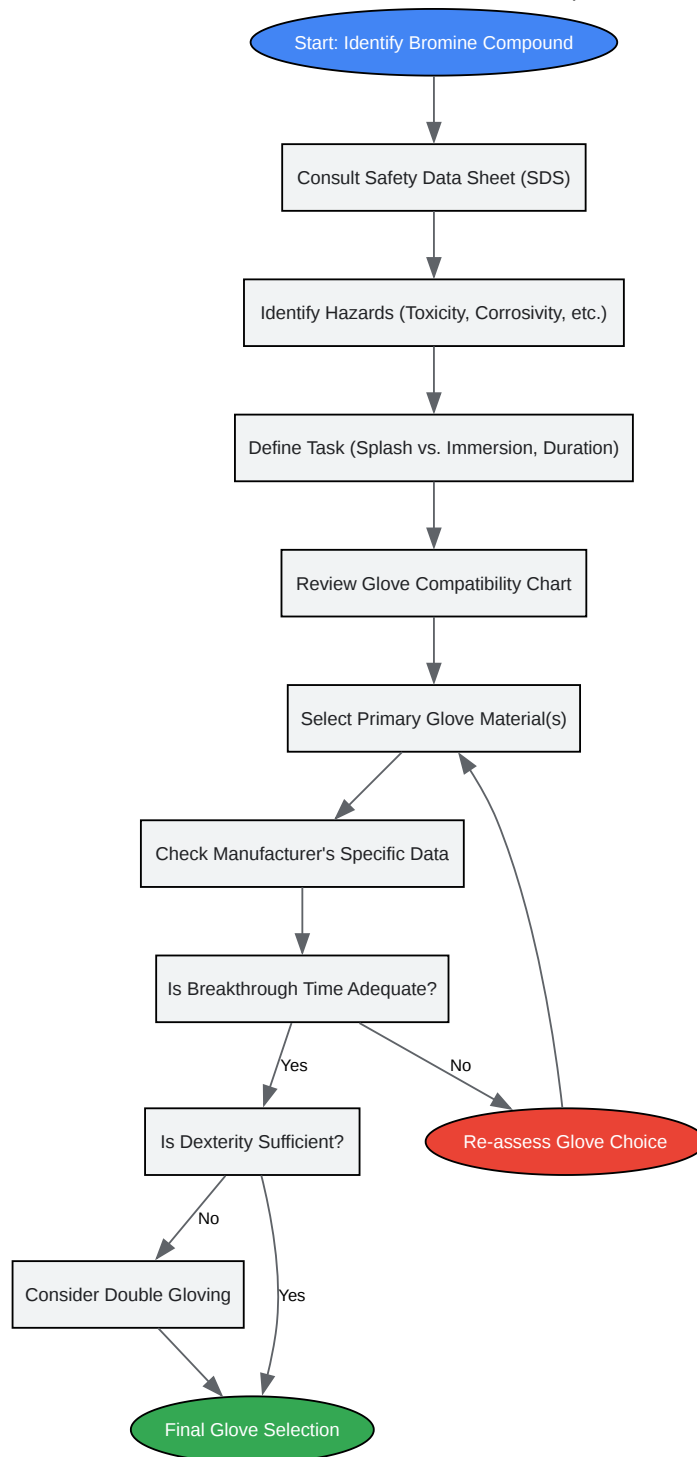 Start: Identify Bromine Compound
Consult Safety Data Sheet (SDS)
Identify Hazards (Toxicity, Corrosivity, etc.)
Define Task (Splash vs. Immersion, Duration)
Review Glove Compatibility Chart
Select Primary Glove Material(s)
Check Manufacturer's Specific Data
Is Breakthrough Time Adequate?
Yes
No
Is Dexterity Sufficient?
Re-assess Glove Choice
No
Consider Double Gloving
Yes
Final Glove Selection